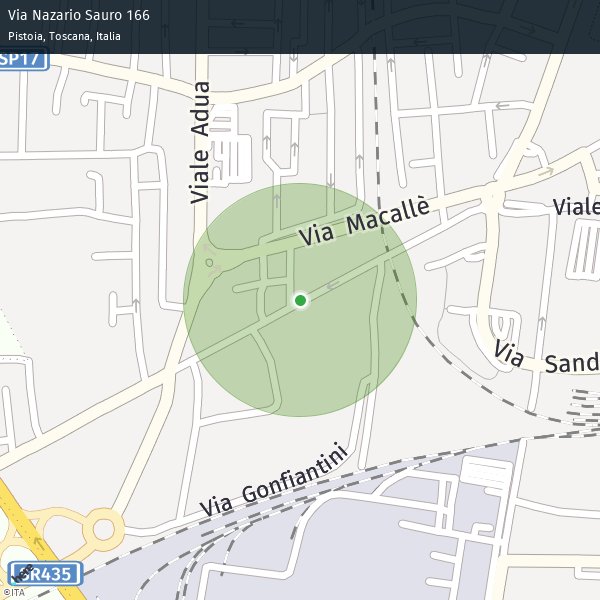 Via Nazario Sauro 166
Pistoia, Toscana, Italia
SP17
Viale Adua
Via Macallè
Viale
Via Sand
Via Gonfiantini
SR435
here
©ITA